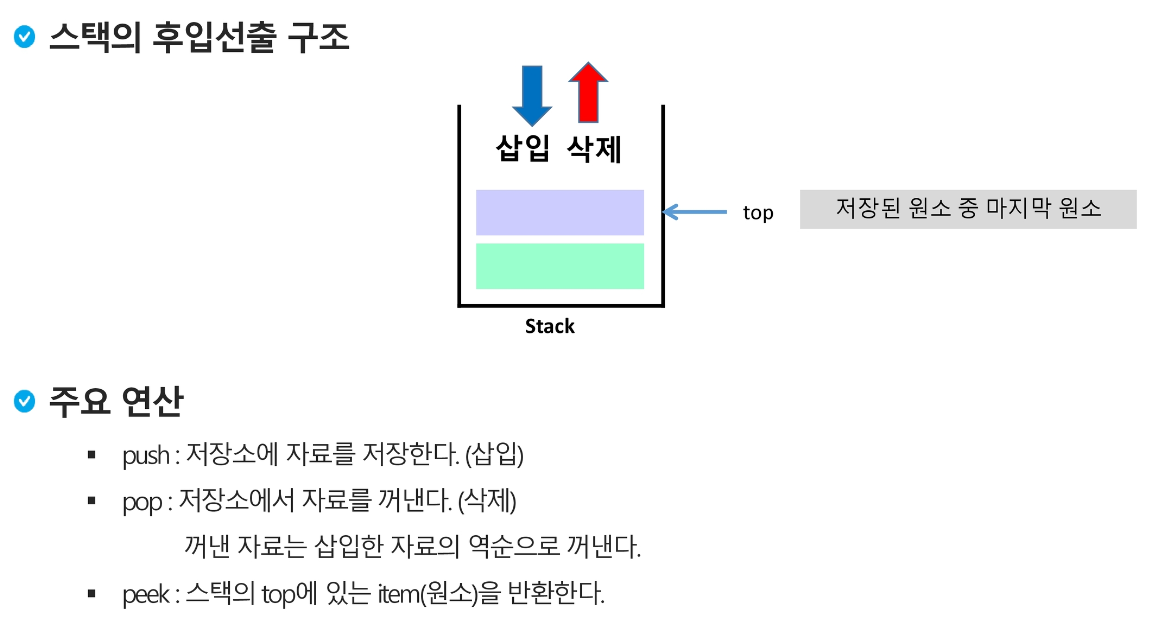 스택의 후입선출 구조
삽입 삭제
top
저장된 원소 중 마지막 원소
Stack
주요 연산
▪ push : 저장소에 자료를 저장한다. (삽입)
▪ pop : 저장소에서 자료를 꺼낸다. (삭제)
꺼낸 자료는 삽입한 자료의 역순으로 꺼낸다.
▪ peek : 스택의 top에 있는 item(원소)을 반환한다.